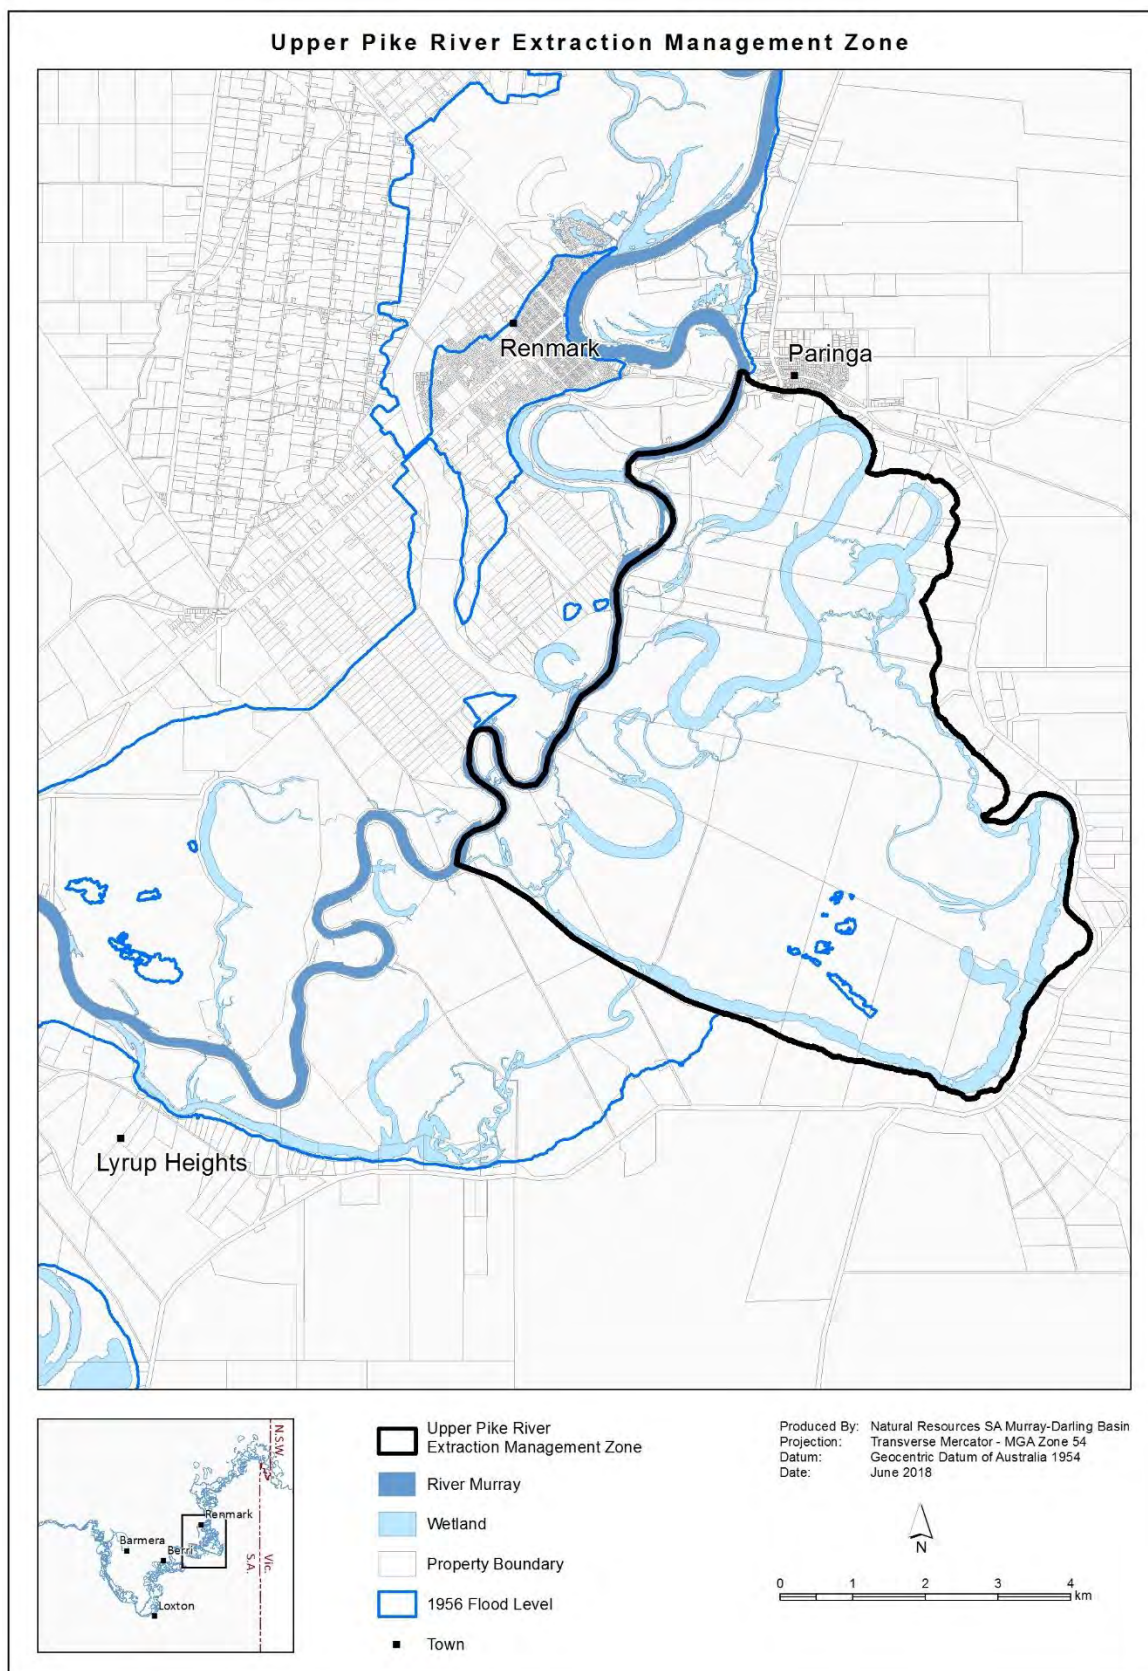 Upper Pike River Extraction Management Zone
Renmark
Paringa
Lyrup Heights
N.S.W.
Renmark
Barmera
Berri
Vic.
S.A.
Loxton
Upper Pike River
Extraction Management Zone
River Murray
Wetland
Property Boundary
1956 Flood Level
Town
Produced By: Natural Resources SA Murray-Darling Basin
Projection: Transverse Mercator - MGA Zone 54
Datum: Geocentric Datum of Australia 1954
Date: June 2018
N
0 1 2 3 4
km